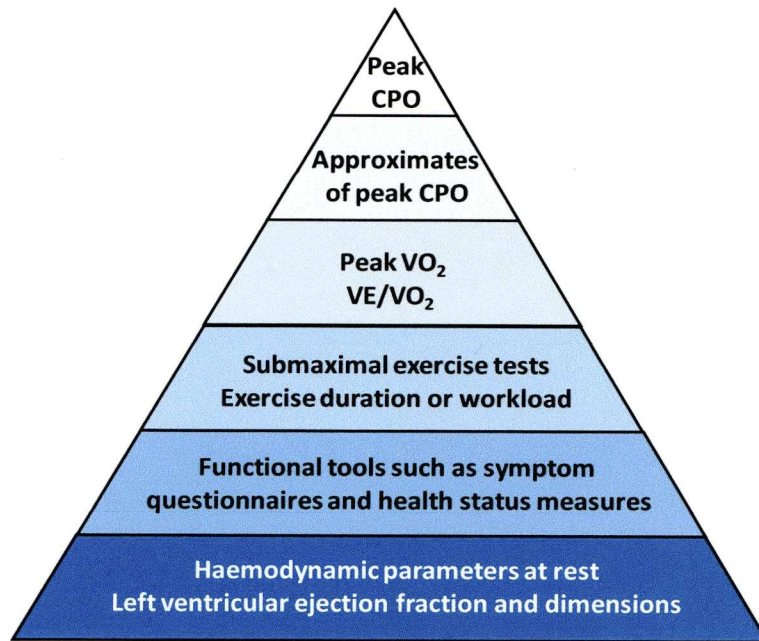 Peak
CPO
Approximates
of peak CPO
Peak VO₂
VE/VO₂
Submaximal exercise tests
Exercise duration or workload
Functional tools such as symptom
questionnaires and health status measures
Haemodynamic parameters at rest
Left ventricular ejection fraction and dimensions